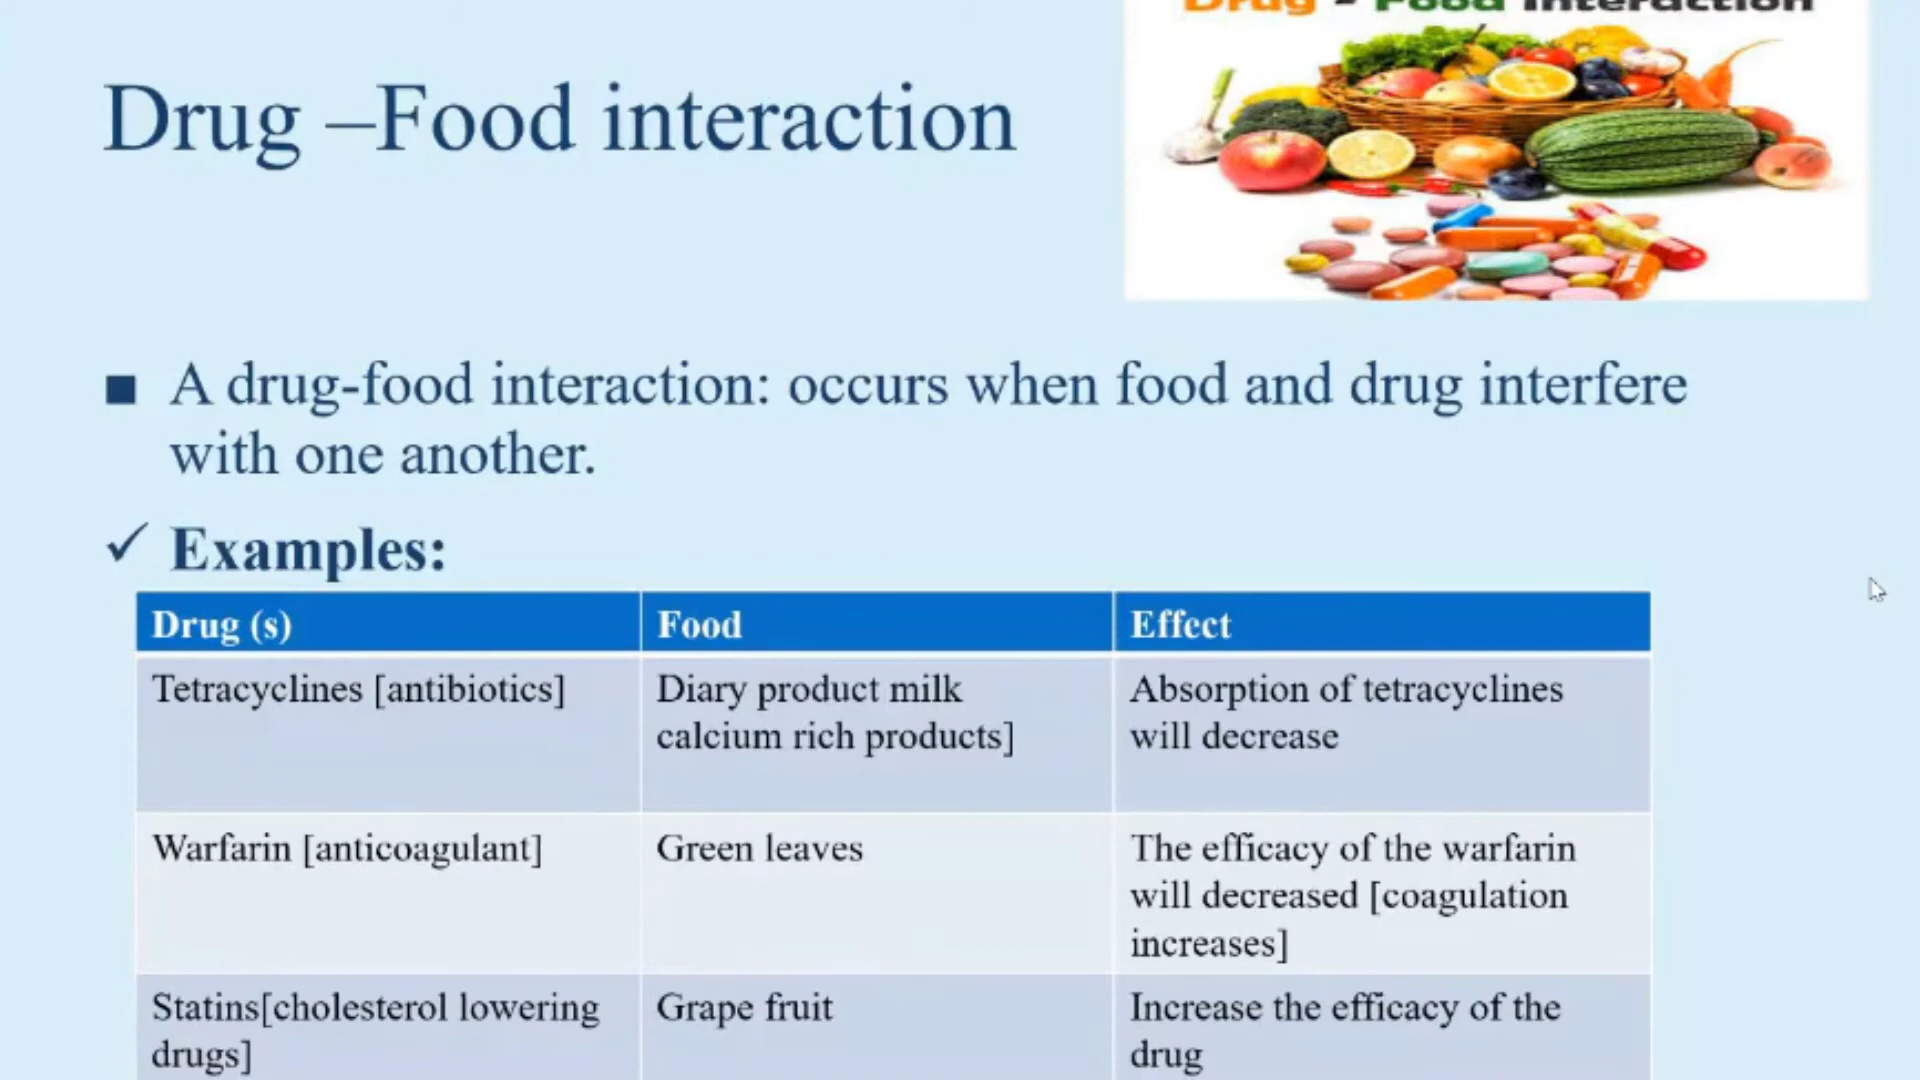 Drug - Food Interaction
Drug –Food interaction
■ A drug-food interaction: occurs when food and drug interfere
with one another.
✓ Examples:
Drug (s)
Food
Effect
Tetracyclines [antibiotics]
Diary product milk
calcium rich products]
Absorption of tetracyclines
will decrease
Warfarin [anticoagulant]
Green leaves
The efficacy of the warfarin
will decreased [coagulation
increases]
Statins[cholesterol lowering
drugs]
Grape fruit
Increase the efficacy of the
drug